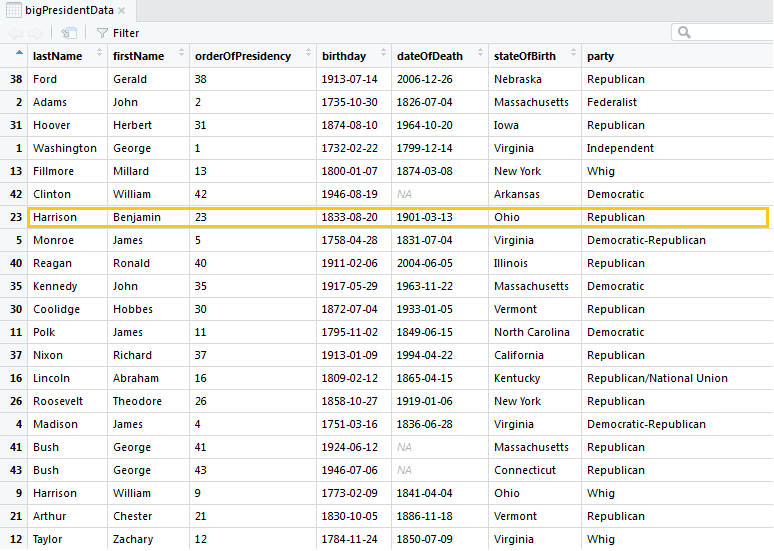 bigPresidentData
Filter
lastName firstName orderOfPresidency birthday dateOfDeath stateOfBirth party
38 Ford Gerald 38 1913-07-14 2006-12-26 Nebraska Republican
2 Adams John 2 1735-10-30 1826-07-04 Massachusetts Federalist
31 Hoover Herbert 31 1874-08-10 1964-10-20 Iowa Republican
1 Washington George 1 1732-02-22 1799-12-14 Virginia Independent
13 Fillmore Millard 13 1800-01-07 1874-03-08 New York Whig
42 Clinton William 42 1946-08-19 NA Arkansas Democratic
23 Harrison Benjamin 23 1833-08-20 1901-03-13 Ohio Republican
5 Monroe James 5 1758-04-28 1831-07-04 Virginia Democratic-Republican
40 Reagan Ronald 40 1911-02-06 2004-06-05 Illinois Republican
35 Kennedy John 35 1917-05-29 1963-11-22 Massachusetts Democratic
30 Coolidge Hobbes 30 1872-07-04 1933-01-05 Vermont Republican
11 Polk James 11 1795-11-02 1849-06-15 North Carolina Democratic
37 Nixon Richard 37 1913-01-09 1994-04-22 California Republican
16 Lincoln Abraham 16 1809-02-12 1865-04-15 Kentucky Republican/National Union
26 Roosevelt Theodore 26 1858-10-27 1919-01-06 New York Republican
4 Madison James 4 1751-03-16 1836-06-28 Virginia Democratic-Republican
41 Bush George 41 1924-06-12 NA Massachusetts Republican
43 Bush George 43 1946-07-06 NA Connecticut Republican
9 Harrison William 9 1773-02-09 1841-04-04 Ohio Whig
21 Arthur Chester 21 1830-10-05 1886-11-18 Vermont Republican
12 Taylor Zachary 12 1784-11-24 1850-07-09 Virginia Whig